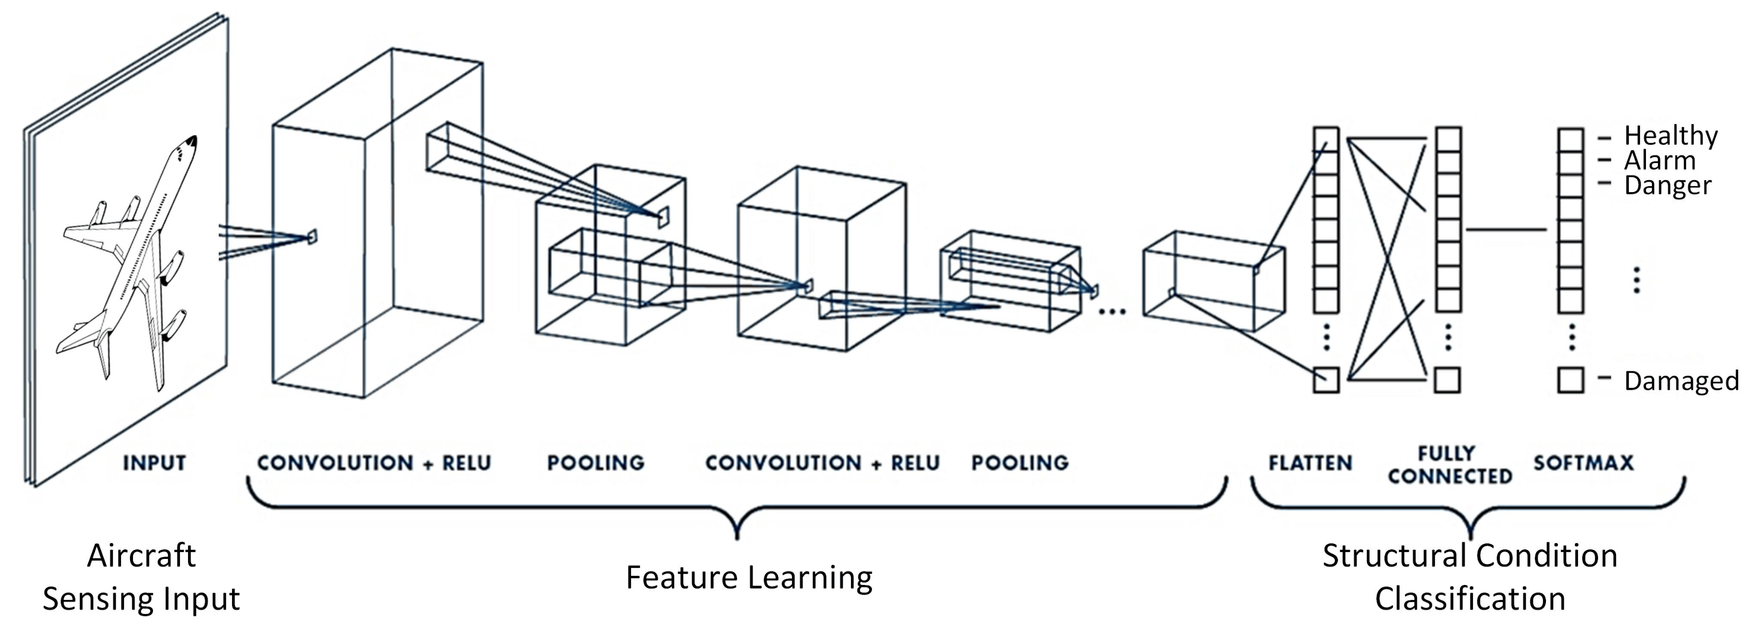 Healthy
Alarm
Danger
Damaged
INPUT
CONVOLUTION + RELU
POOLING
CONVOLUTION + RELU
POOLING
FLATTEN
FULLY
CONNECTED
SOFTMAX
Aircraft
Sensing Input
Feature Learning
Structural Condition
Classification